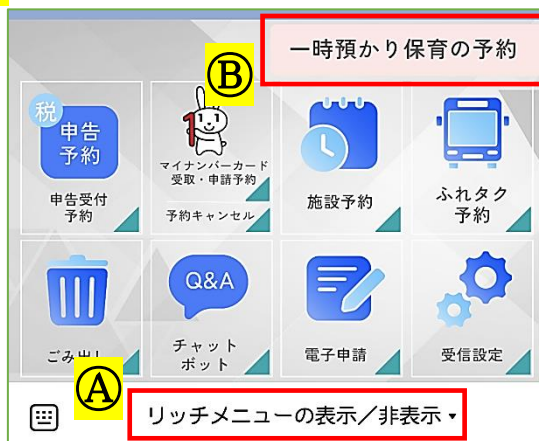 一時預かり保育の予約
Ⓑ
税
申告
予約
申告受付
予約
1
マイナンバーカード
受取・申請予約
予約キャンセル
施設予約
ふれタク
予約
ごみ出し
Q&A
チャット
ボット
電子申請
受信設定
Ⓐ
リッチメニューの表示／非表示▾